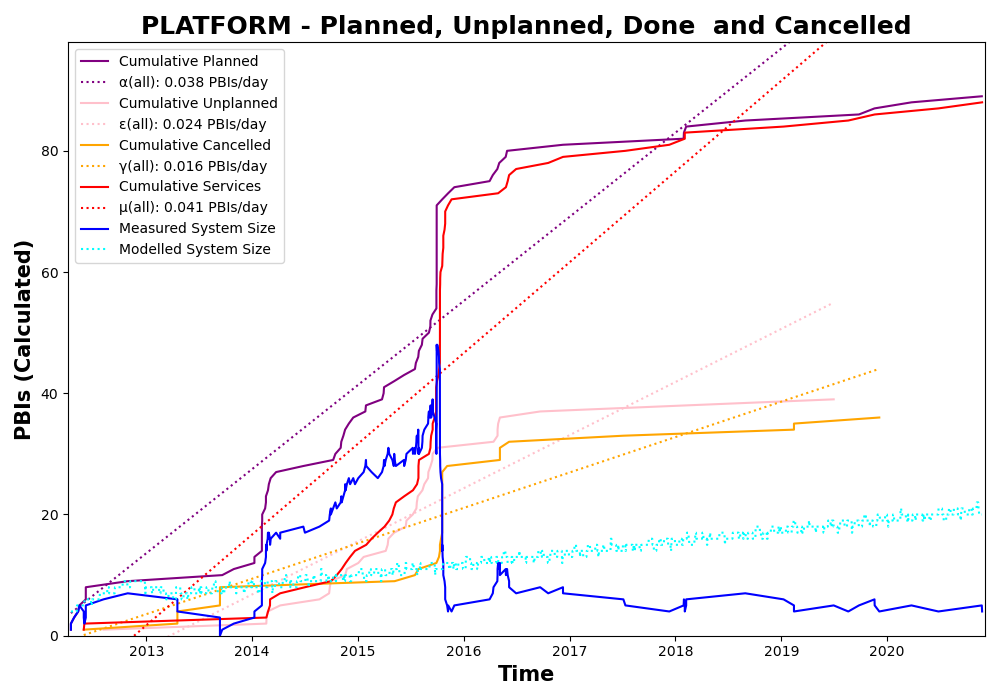 PLATFORM - Planned, Unplanned, Done  and Cancelled
Cumulative Planned
α(all): 0.038 PBIs/day
Cumulative Unplanned
ε(all): 0.024 PBIs/day
Cumulative Cancelled
γ(all): 0.016 PBIs/day
Cumulative Services
μ(all): 0.041 PBIs/day
Measured System Size
Modelled System Size
PBIs (Calculated)
80
60
40
20
0
2013 2014 2015 2016 2017 2018 2019 2020
Time